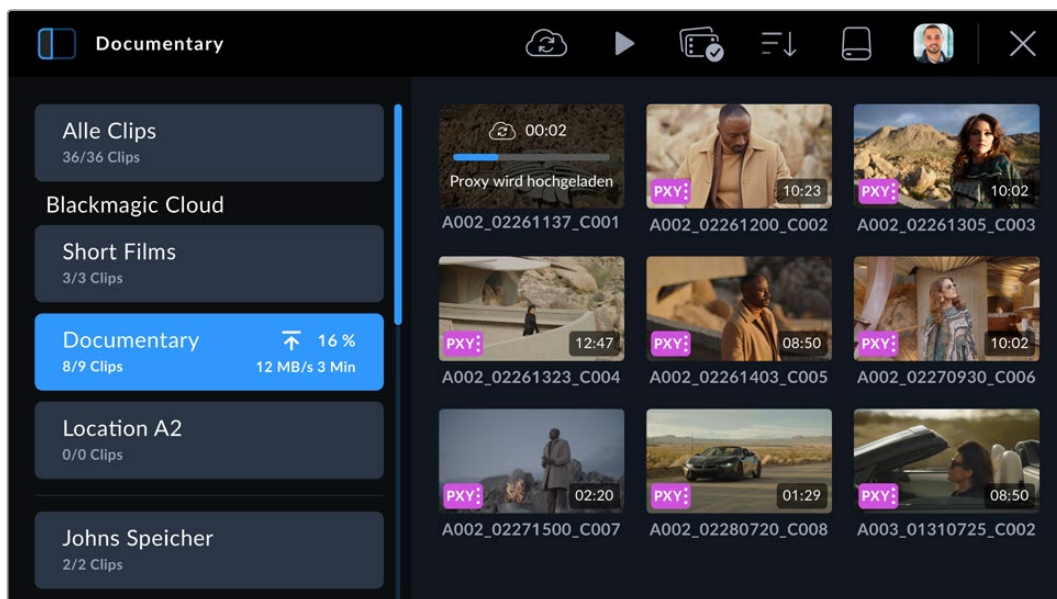 Documentary
Alle Clips
36/36 Clips
Blackmagic Cloud
Short Films
3/3 Clips
Documentary 16 %
8/9 Clips 12 MB/s 3 Min
Location A2
0/0 Clips
Johns Speicher
2/2 Clips
00:02
Proxy wird hochgeladen
A002_02261137_C001
PXY 10:23
A002_02261200_C002
PXY 10:02
A002_02261305_C003
PXY 12:47
A002_02261323_C004
PXY 08:50
A002_02261403_C005
PXY 10:02
A002_02270930_C006
PXY 02:20
A002_02271500_C007
PXY 01:29
A002_02280720_C008
PXY 08:50
A003_01310725_C002